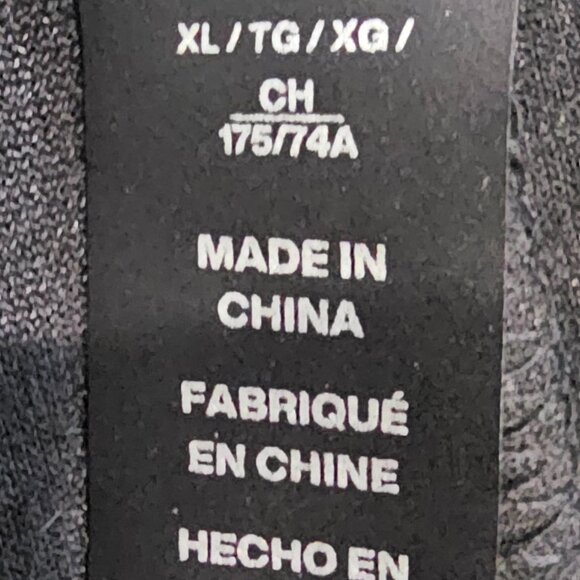 XL/TG/XG/
CH
175/74A
MADE IN
CHINA
FABRIQUÉ
EN CHINE
HECHO EN